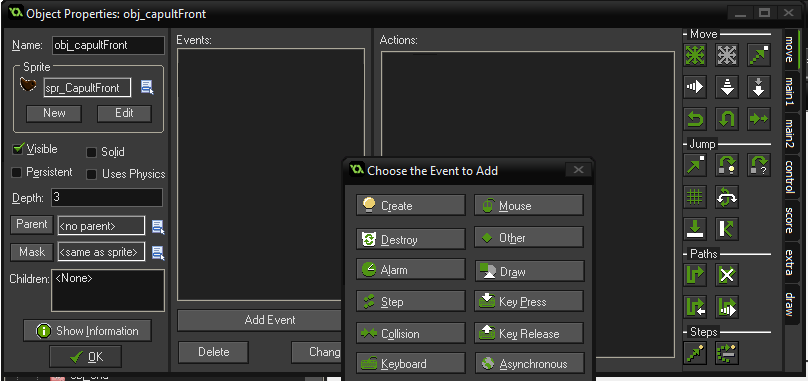 Object Properties: obj_capultFront
Name: obj_capultFront
Sprite
spr_CapultFront
New Edit
Visible Solid
Persistent Uses Physics
Depth: 3
Parent <no parent>
Mask <same as sprite>
Children: <None>
Show Information
OK
Events:
Add Event
Delete Chang
Actions:
Choose the Event to Add
Create Mouse
Destroy Other
Alarm Draw
Step Key Press
Collision Key Release
Keyboard Asynchronous
Move
Jump
Paths
Steps
move
main1
main2
control
score
extra
draw